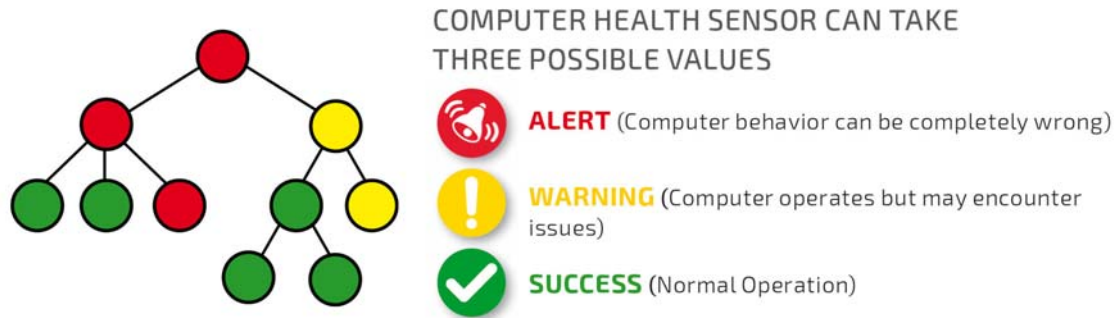 COMPUTER HEALTH SENSOR CAN TAKE
THREE POSSIBLE VALUES
ALERT (Computer behavior can be completely wrong)
WARNING (Computer operates but may encounter
issues)
SUCCESS (Normal Operation)